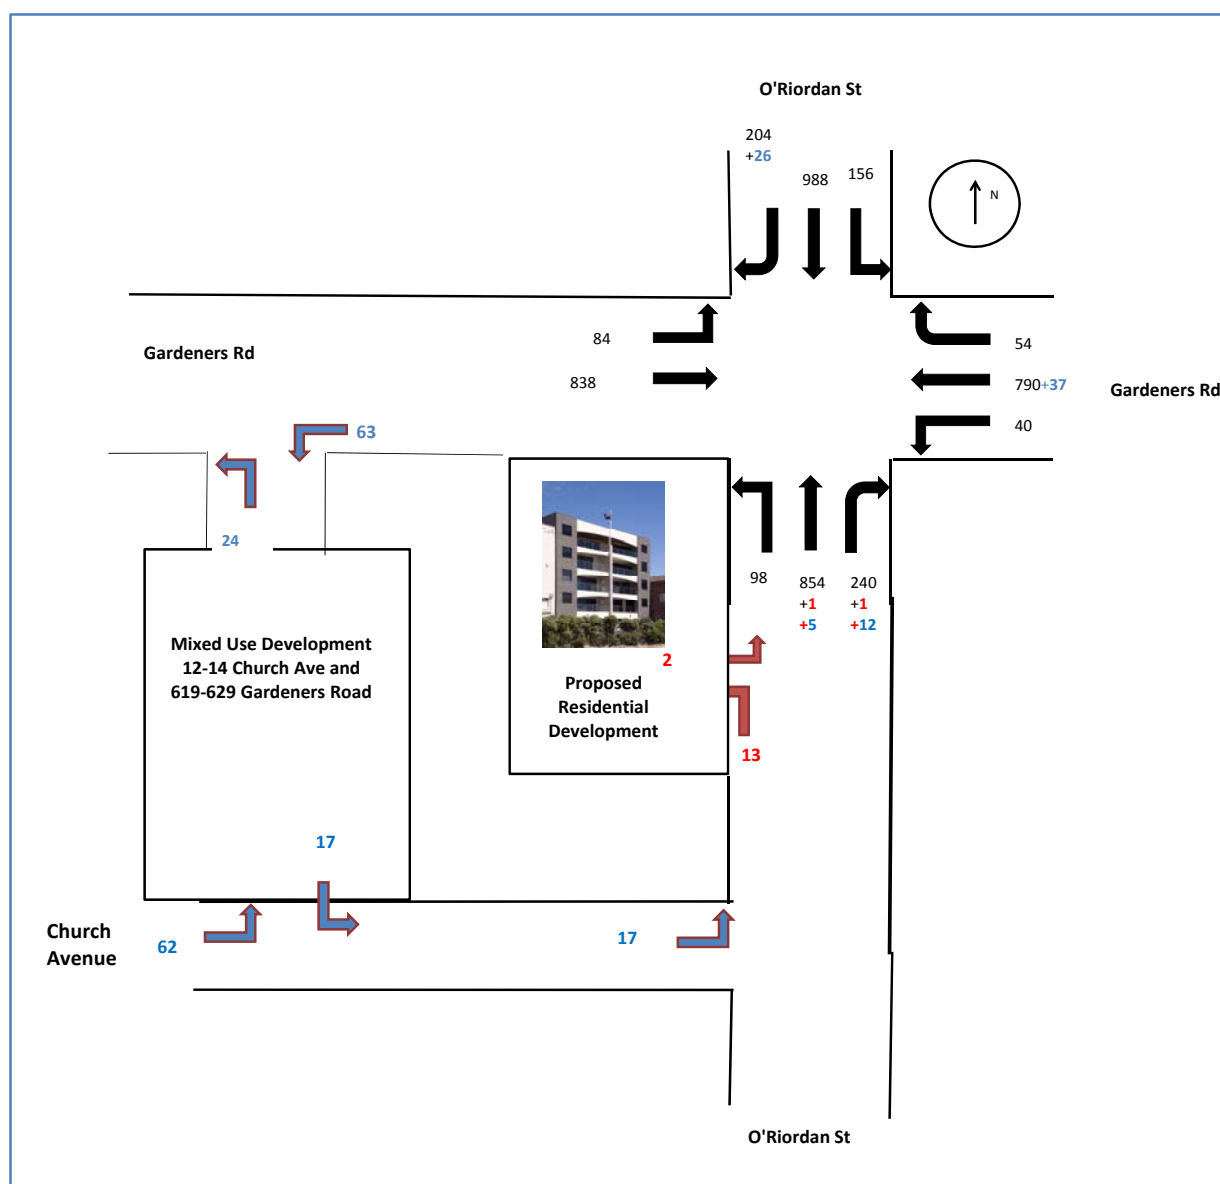 O'Riordan St
204
+26
988
156
N
84
54
Gardeners Rd
838
790+37
Gardeners Rd
63
40
24
98
854
+1
+5
240
+1
+12
Mixed Use Development
12-14 Church Ave and
619-629 Gardeners Road
2
Proposed
Residential
Development
13
17
Church
Avenue
62
17
O'Riordan St